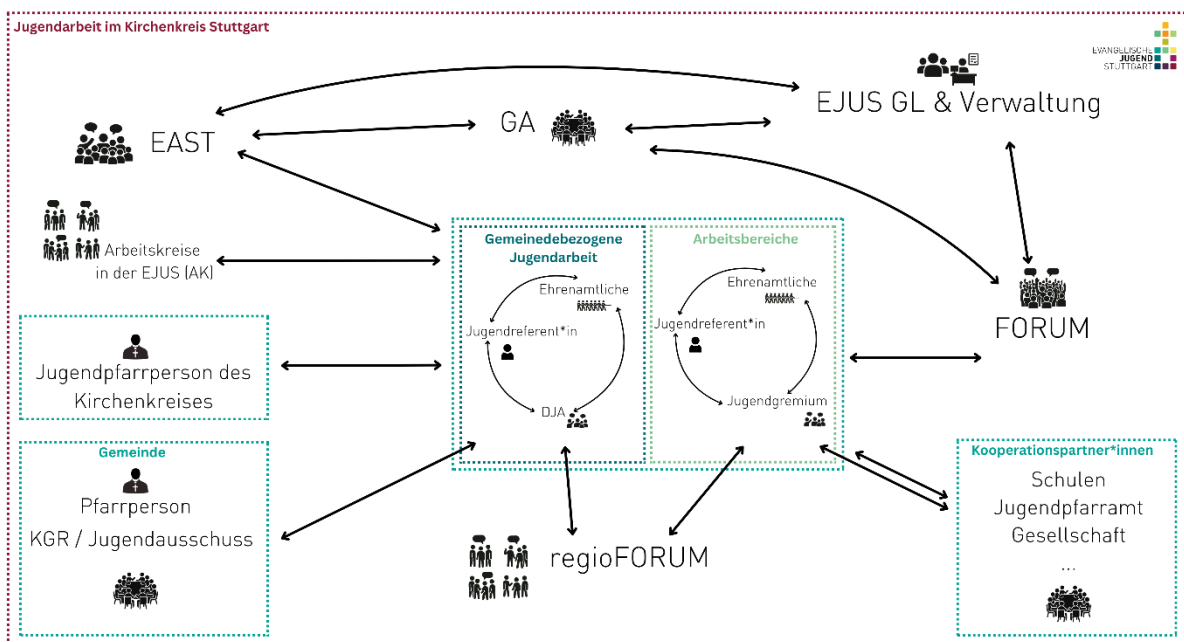 Jugendarbeit im Kirchenkreis Stuttgart
EVANGELISCHE
JUGEND
STUTTGART
EAST
GA
EJUS GL & Verwaltung
Arbeitskreise
in der EJUS (AK)
Gemeindebezogene
Jugendarbeit
Ehrenamtliche
Jugendreferent*in
OJA
Arbeitsbereiche
Ehrenamtliche
Jugendreferent*in
Jugendgremium
FORUM
Jugendpfarrperson des
Kirchenkreises
Gemeinde
Pfarrperson
KGR / Jugendausschuss
regioFORUM
Kooperationspartner*innen
Schulen
Jugendpfarramt
Gesellschaft
...